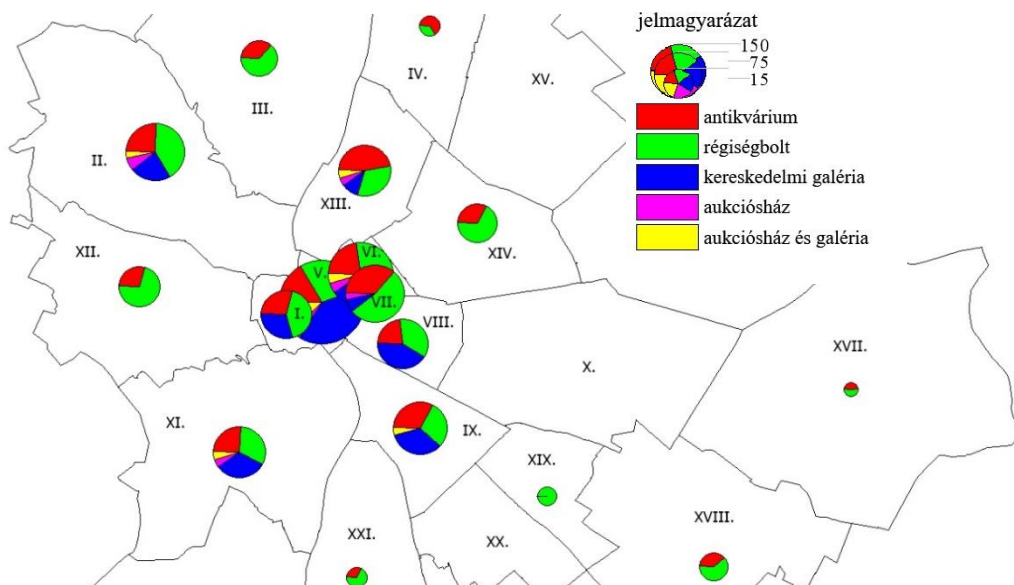 jelmagyarázat
150
75
15
antikvárium
régiségbolt
kereskedelmi galéria
aukciósház
aukciósház és galéria
IV.
XV.
III.
II.
XIII.
XIV.
XII.
VI.
V.
VII.
I.
VIII.
XVII.
X.
XI.
IX.
XIX.
XVIII.
XXI.
XX.